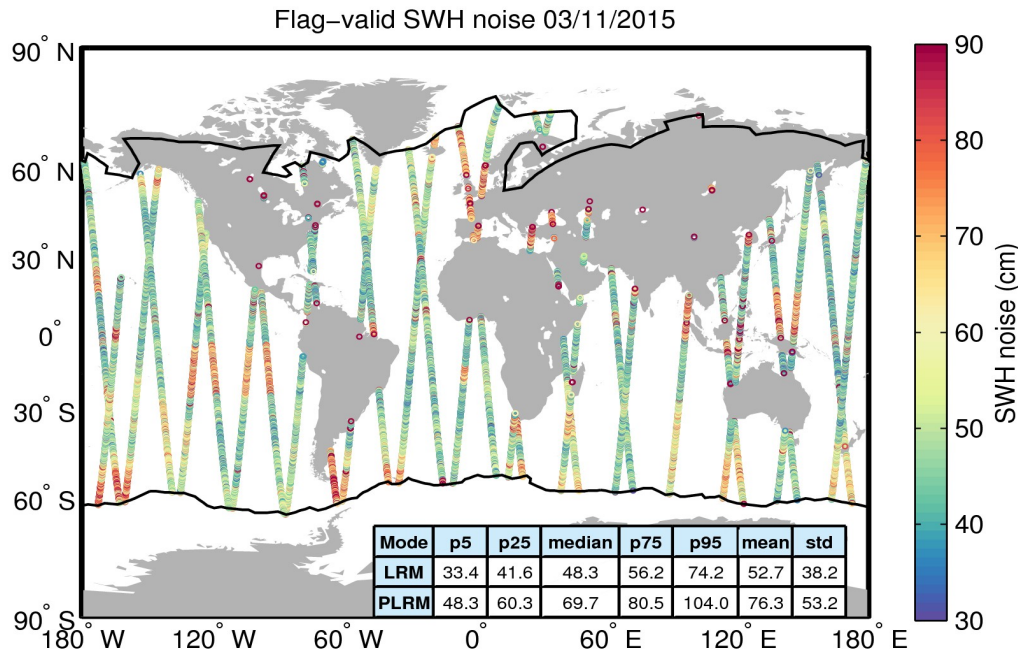 Flag−valid SWH noise 03/11/2015
90° N
60° N
30° N
0°
30° S
60° S
90° S
180° W
120° W
60° W
0°
60° E
120° E
180° E
90
80
70
60
50
40
30
SWH noise (cm)
Mode p5 p25 median p75 p95 mean std
LRM 33.4 41.6 48.3 56.2 74.2 52.7 38.2
PLRM 48.3 60.3 69.7 80.5 104.0 76.3 53.2